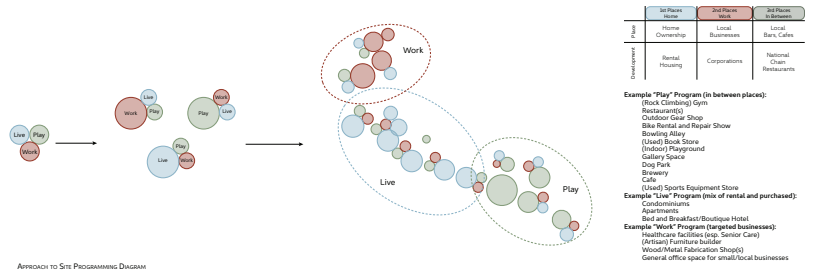 Live
Play
Work
Live
Work
Play
Work
Play
Live
Play
Live
Work
Work
Live
Play
APPROACH TO SITE PROGRAMMING DIAGRAM
1st Places
Home
2nd Places
Work
3rd Places
In Between
Place
Home
Ownership
Local
Businesses
Local
Bars, Cafes
Development
Rental
Housing
Corporations
National
Chain
Restaurants
Example "Play" Program (in between places):
(Rock Climbing) Gym
Restaurant(s)
Outdoor Gear Shop
Bike Rental and Repair Show
Bowling Alley
(Used) Book Store
(Indoor) Playground
Gallery Space
Dog Park
Brewery
Cafe
(Used) Sports Equipment Store
Example "Live" Program (mix of rental and purchased):
Condominiums
Apartments
Bed and Breakfast/Boutique Hotel
Example "Work" Program (targeted businesses):
Healthcare facilities (esp. Senior Care)
(Artisan) Furniture builder
Wood/Metal Fabrication Shop(s)
General office space for small/local businesses